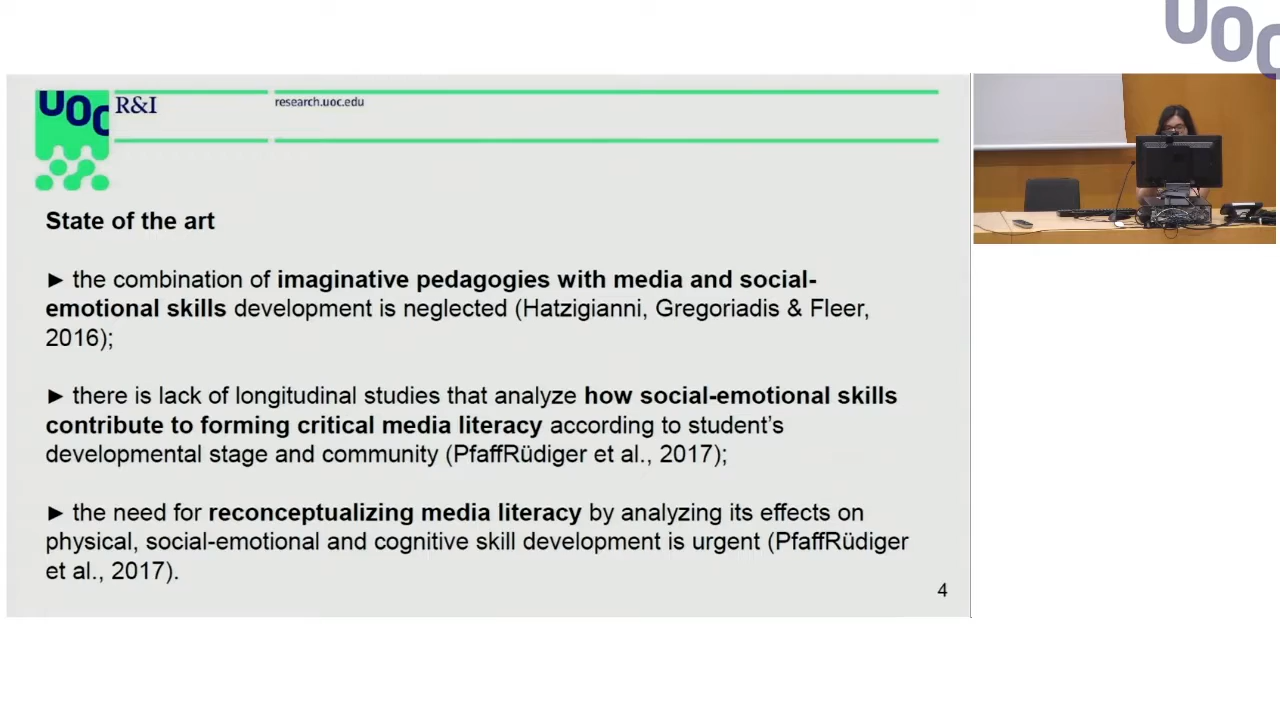 UOC
UOC
R&I
research.uoc.edu
State of the art
► the combination of imaginative pedagogies with media and social-
emotional skills development is neglected (Hatzigianni, Gregoriadis & Fleer,
2016);
► there is lack of longitudinal studies that analyze how social-emotional skills
contribute to forming critical media literacy according to student's
developmental stage and community (PfaffRüdiger et al., 2017);
► the need for reconceptualizing media literacy by analyzing its effects on
physical, social-emotional and cognitive skill development is urgent (PfaffRüdiger
et al., 2017).
4